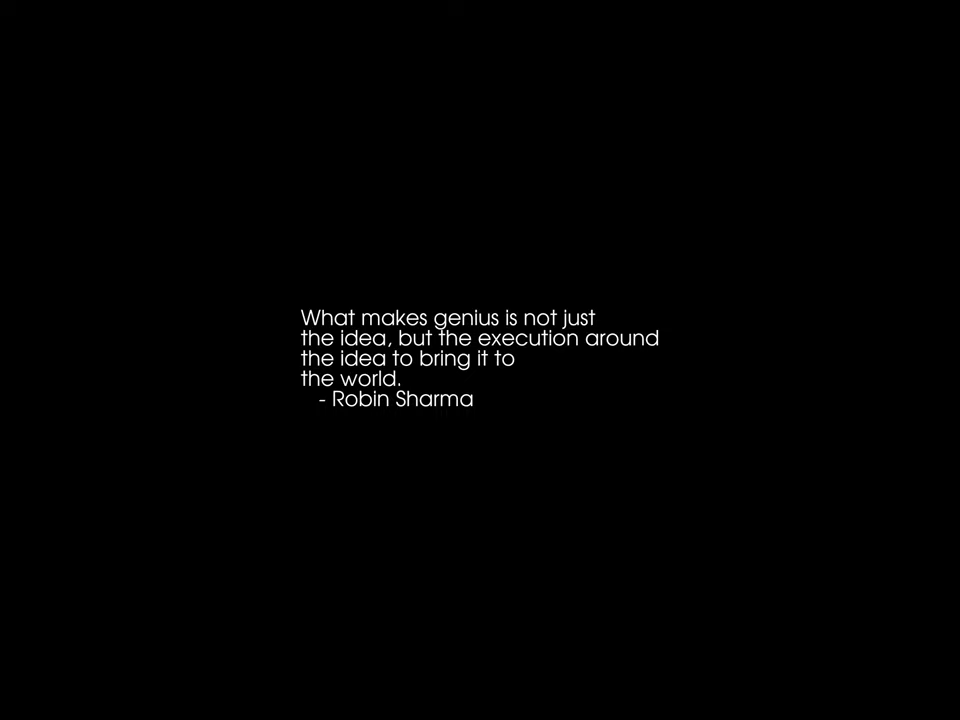 What makes genius is not just
the idea, but the execution around
the idea to bring it to
the world.
- Robin Sharma